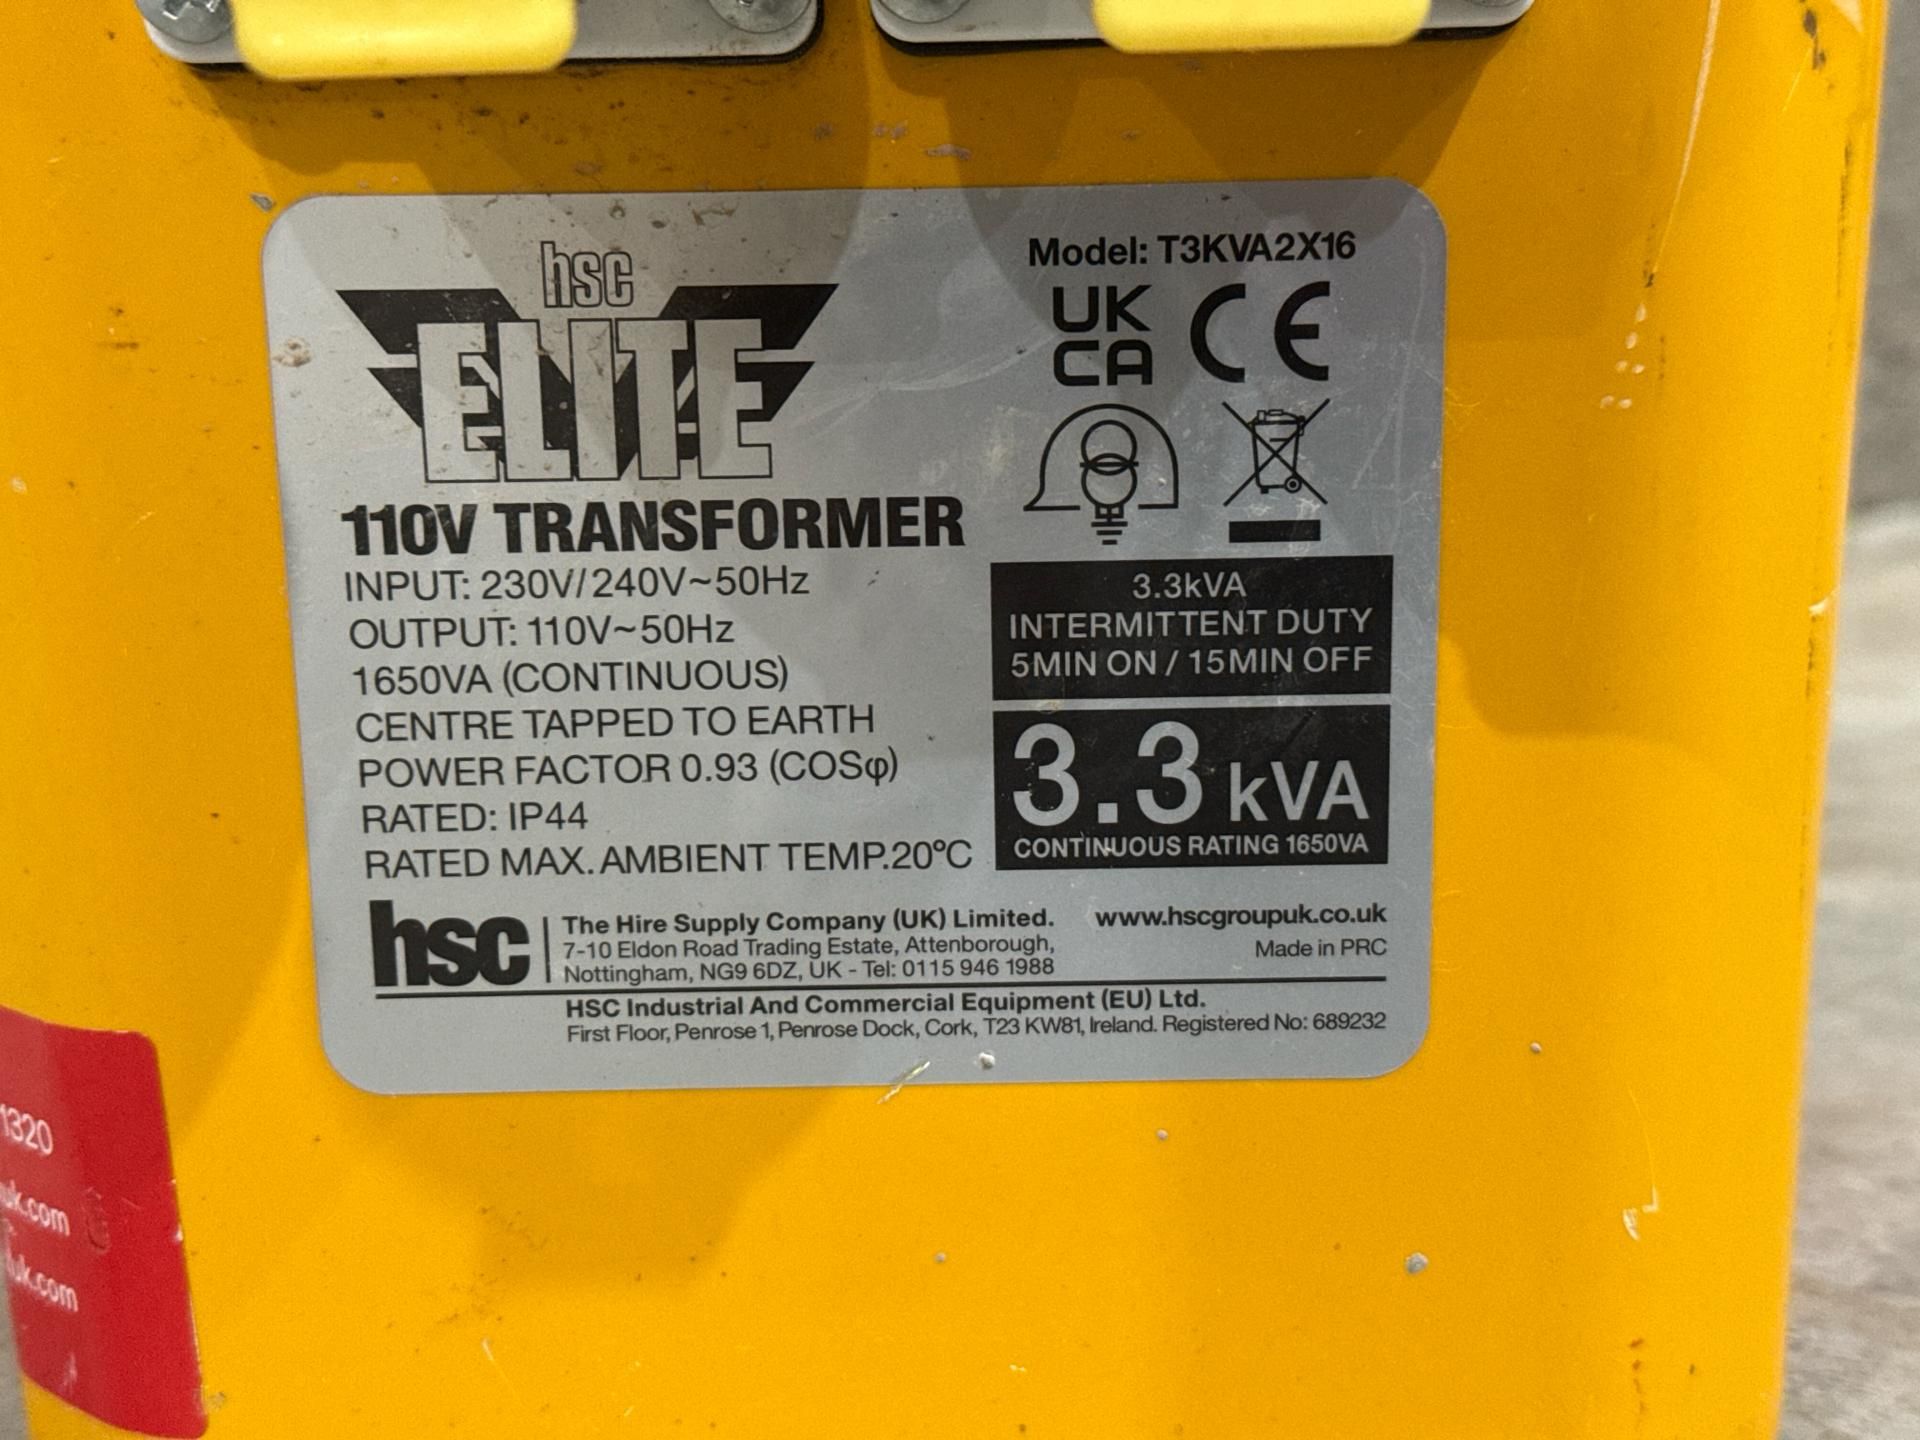 hsc
ELITE
110V TRANSFORMER
INPUT: 230V/240V~50Hz
OUTPUT: 110V~50Hz
1650VA (CONTINUOUS)
CENTRE TAPPED TO EARTH
POWER FACTOR 0.93 (COSφ)
RATED: IP44
RATED MAX. AMBIENT TEMP.20°C
Model: T3KVA2X16
UK
CA CE
3.3kVA
INTERMITTENT DUTY
5MIN ON / 15MIN OFF
3.3 kVA
CONTINUOUS RATING 1650VA
hsc
The Hire Supply Company (UK) Limited. www.hscgroupuk.co.uk
7-10 Eldon Road Trading Estate, Attenborough, Made in PRC
Nottingham, NG9 6DZ, UK - Tel: 0115 946 1988
HSC Industrial And Commercial Equipment (EU) Ltd.
First Floor, Penrose 1, Penrose Dock, Cork, T23 KW81, Ireland. Registered No: 689232
1320
uk.com
uk.com